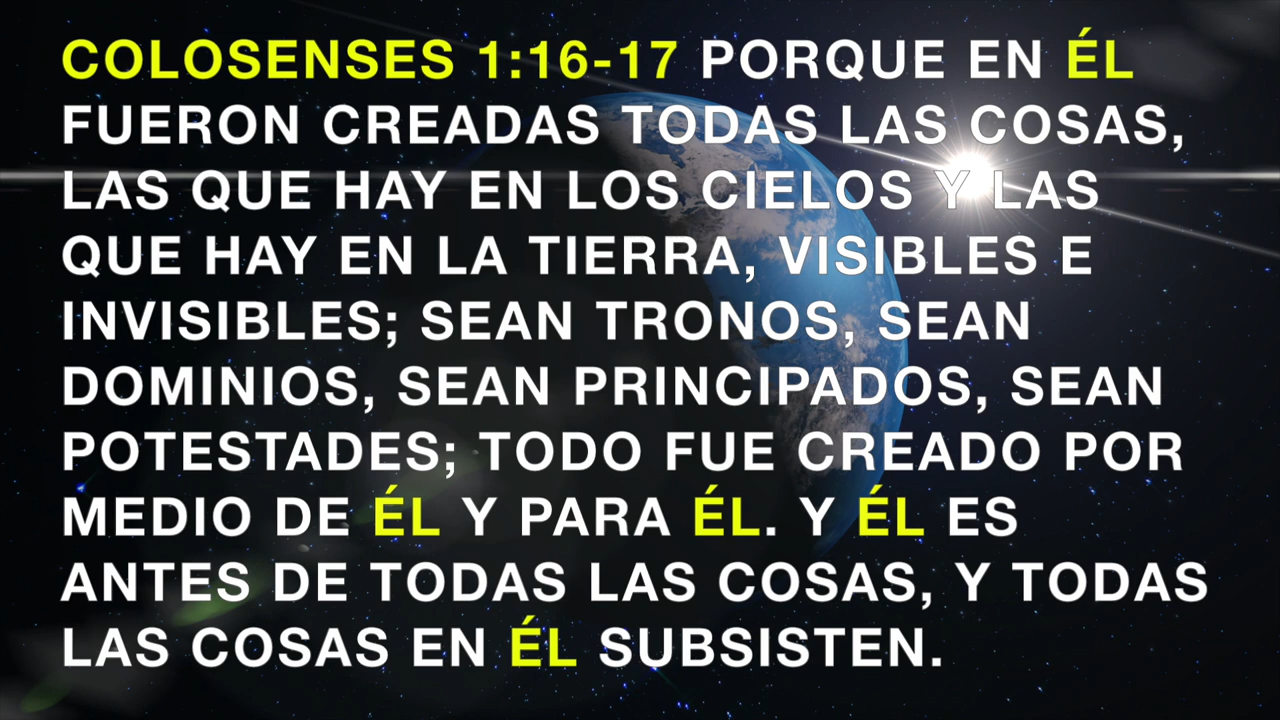 COLOSENSES 1:16-17 PORQUE EN ÉL
FUERON CREADAS TODAS LAS COSAS,
LAS QUE HAY EN LOS CIELOS Y LAS
QUE HAY EN LA TIERRA, VISIBLES E
INVISIBLES; SEAN TRONOS, SEAN
DOMINIOS, SEAN PRINCIPADOS, SEAN
POTESTADES; TODO FUE CREADO POR
MEDIO DE ÉL Y PARA ÉL. Y ÉL ES
ANTES DE TODAS LAS COSAS, Y TODAS
LAS COSAS EN ÉL SUBSISTEN.